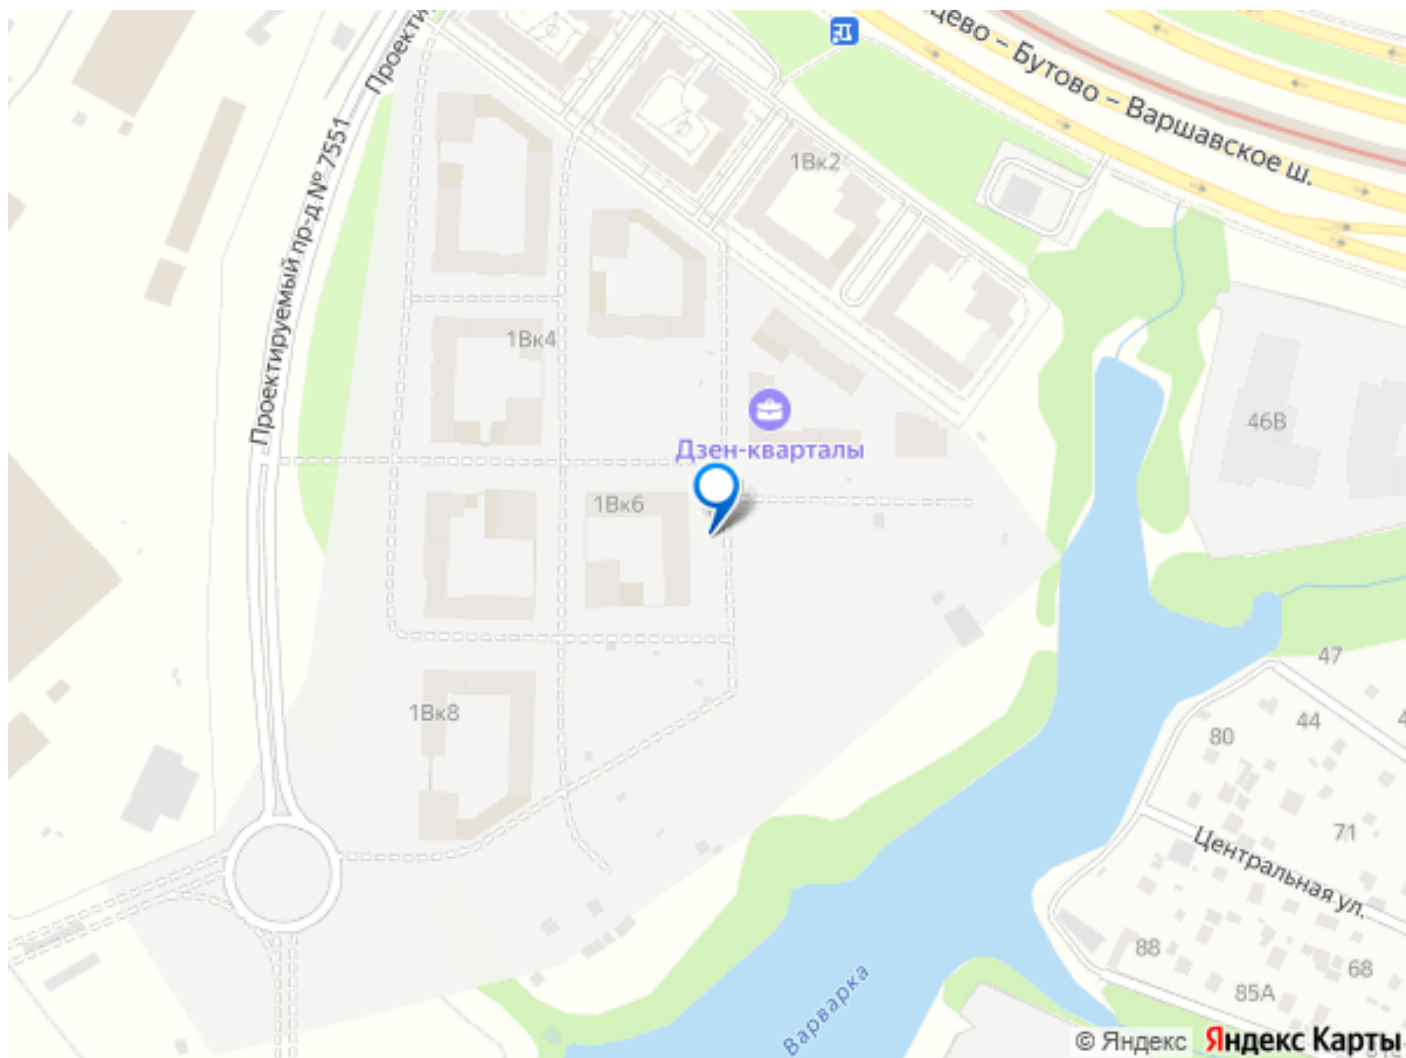 Проекти
цево – Бутово – Варшавское ш.
Проектируемый пр-д № 7551
1Вк2
1Вк4
46В
Дзен-кварталы
1Вк6
47
44
80
1Вк8
71
Центральная ул.
88
68
85А
Варварка
© Яндекс Яндекс Карты